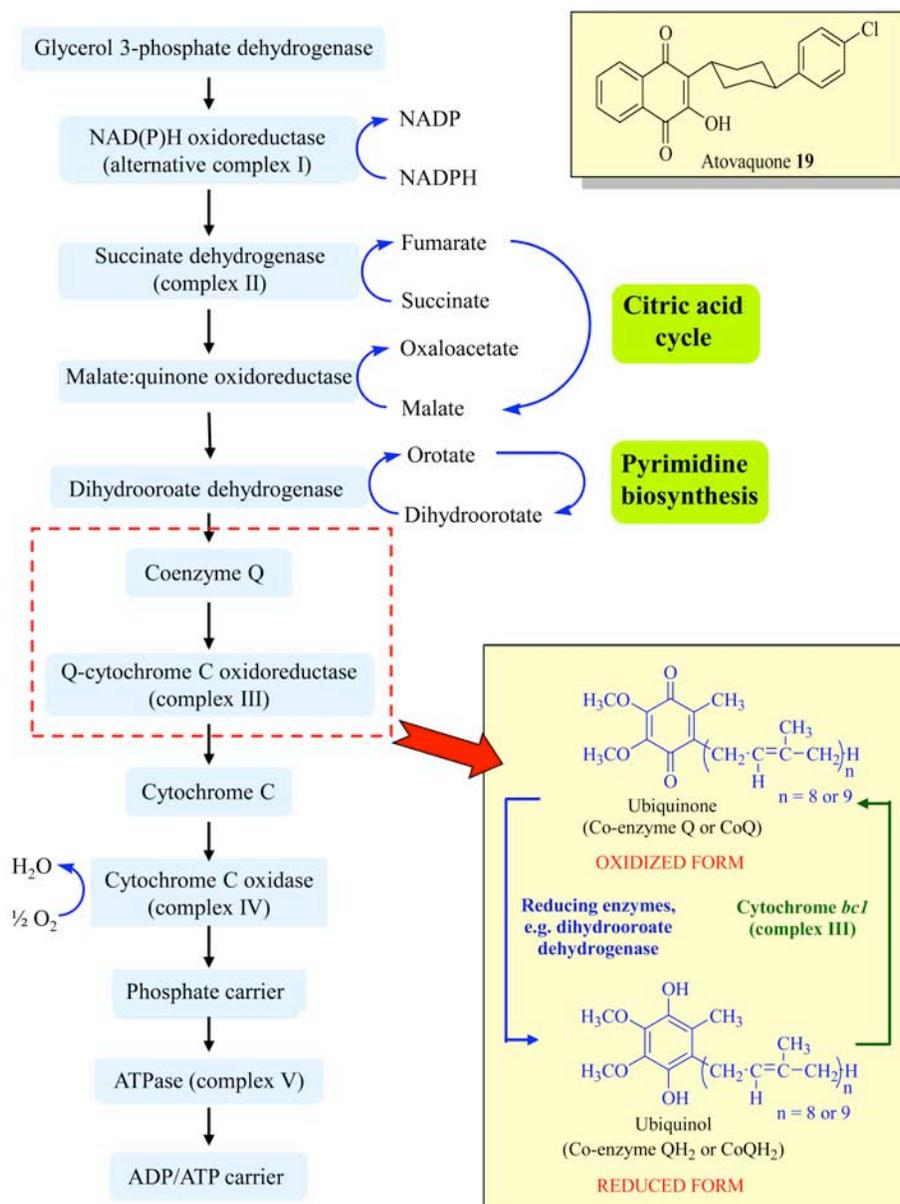 Glycerol 3-phosphate dehydrogenase
NAD(P)H oxidoreductase
(alternative complex I)
NADP
NADPH
Succinate dehydrogenase
(complex II)
Fumarate
Succinate
Malate:quinone oxidoreductase
Oxaloacetate
Malate
Citric acid
cycle
Dihydrooroate dehydrogenase
Orotate
Dihydroorotate
Pyrimidine
biosynthesis
Coenzyme Q
Q-cytochrome C oxidoreductase
(complex III)
Cytochrome C
H2O
½ O2
Cytochrome C oxidase
(complex IV)
Phosphate carrier
ATPase (complex V)
ADP/ATP carrier
O
Cl
OH
O
Atovaquone 19
O
H3CO
CH3
CH3
H3CO
(CH2-C=C-CH2)H
n
O
H
n = 8 or 9
Ubiquinone
(Co-enzyme Q or CoQ)
OXIDIZED FORM
Reducing enzymes,
e.g. dihydrooroate
dehydrogenase
Cytochrome bc1
(complex III)
OH
H3CO
CH3
CH3
H3CO
(CH2-C=C-CH2)H
n
OH
H
n = 8 or 9
Ubiquinol
(Co-enzyme QH2 or CoQH2)
REDUCED FORM